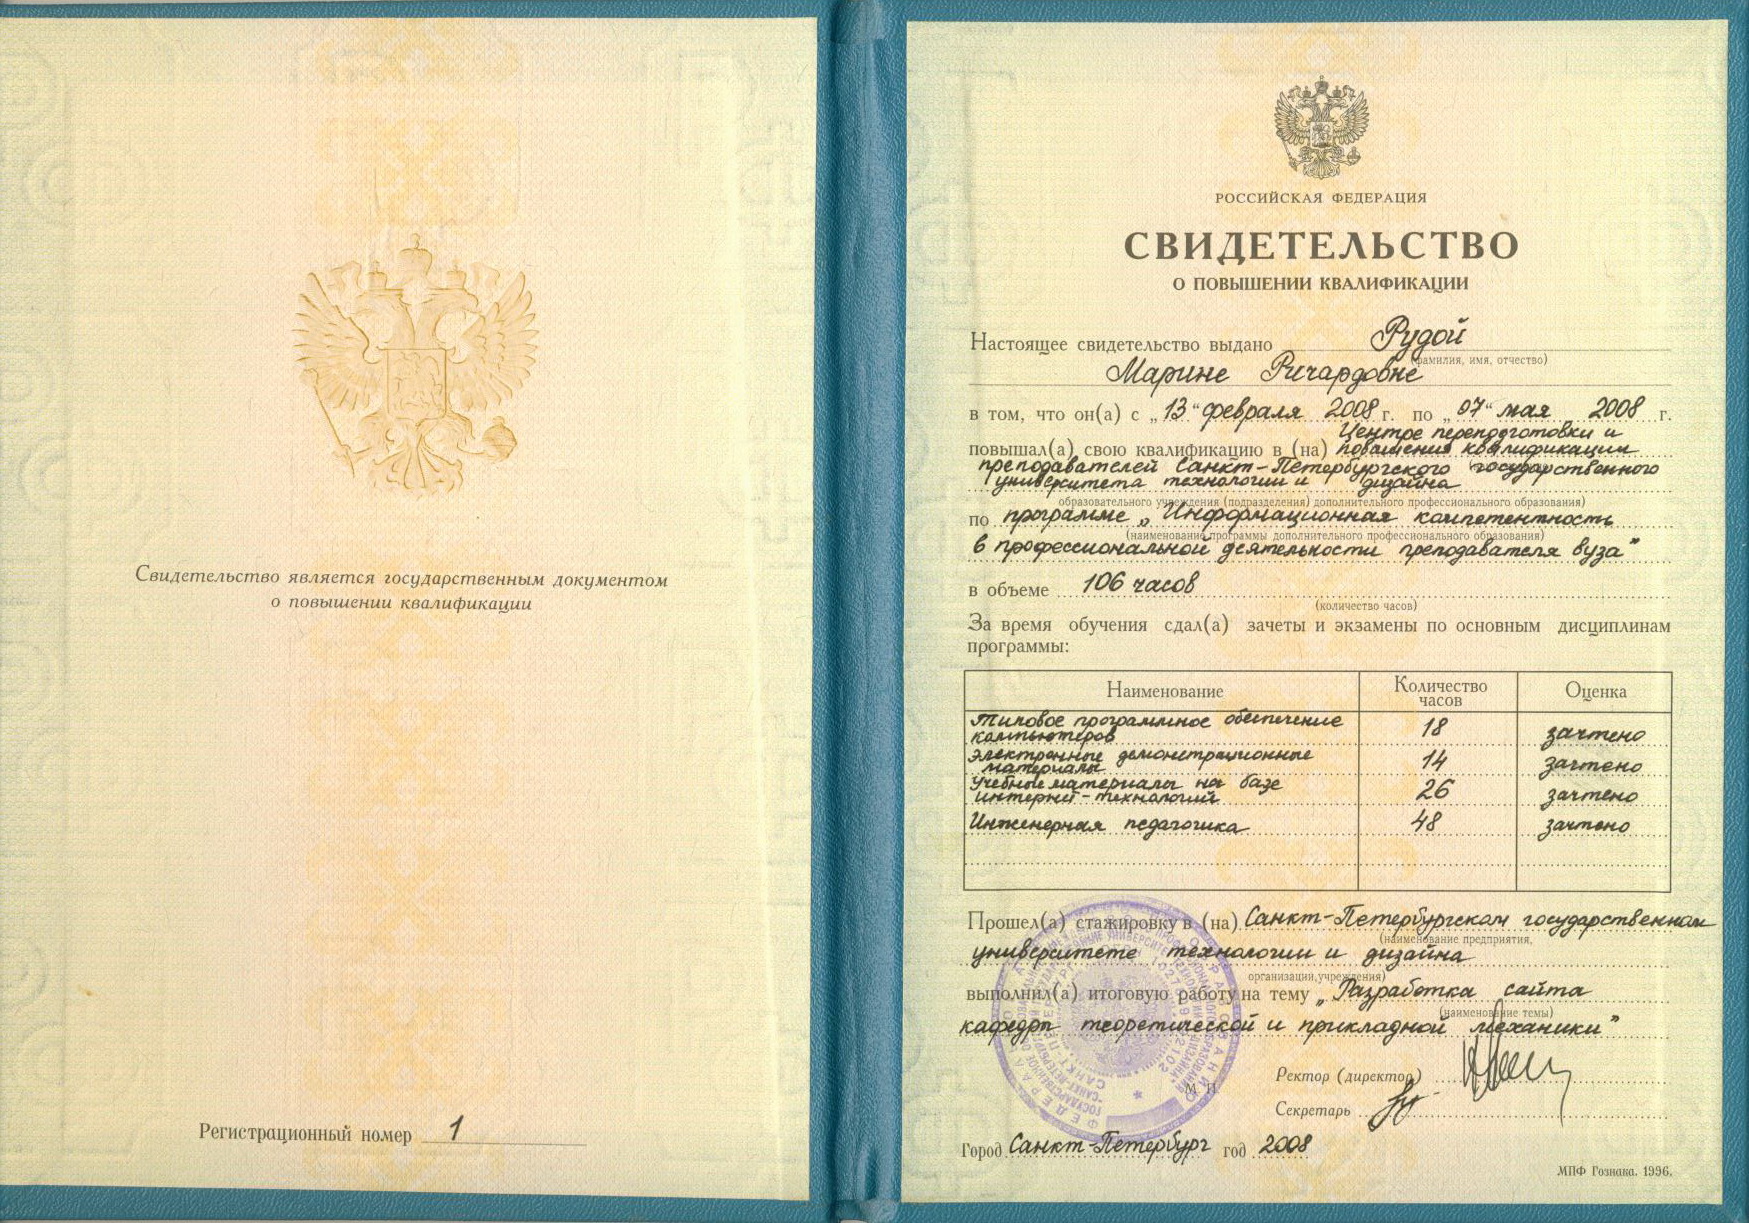 Свидетельство является государственным документом
о повышении квалификации
Регистрационный номер 1
РОССИЙСКАЯ ФЕДЕРАЦИЯ
СВИДЕТЕЛЬСТВО
О ПОВЫШЕНИИ КВАЛИФИКАЦИИ
Настоящее свидетельство выдано Рудой
(фамилия, имя, отчество)
Марине Ричардовне
в том, что он(а) с „13“ февраля 2008 г. по „07“ мая 2008 г.
Центре переподготовки и
повышал(а) свою квалификацию в (на) повышения квалификации
преподавателей Санкт-Петербургского государственного
университета технологии и дизайна
образовательного учреждения (подразделения) дополнительного профессионального образования)
по программе „Информационная компетентность
(наименование программы дополнительного профессионального образования)
в профессиональной деятельности преподавателя вуза”
в объеме 106 часов
(количество часов)
За время обучения сдал(а) зачеты и экзамены по основным дисциплинам
программы:
Наименование Количество часов Оценка
Типовое программное обеспечение
компьютеров 18 зачтено
Электронные демонстрационные
материалы 14 зачтено
Учебные материалы на базе
интернет-технологий 26 зачтено
Инженерная педагогика 48 зачтено
Прошел(а) стажировку в (на) Санкт-Петербургском государственном
(наименование предприятия,
университете технологии и дизайна
организации, учреждения)
выполнил(а) итоговую работу на тему „Разработка сайта
(наименование темы)
кафедры теоретической и прикладной механики”
Ректор (директор)
М П
Секретарь
Город Санкт-Петербург год 2008
МПФ Гознака. 1996.